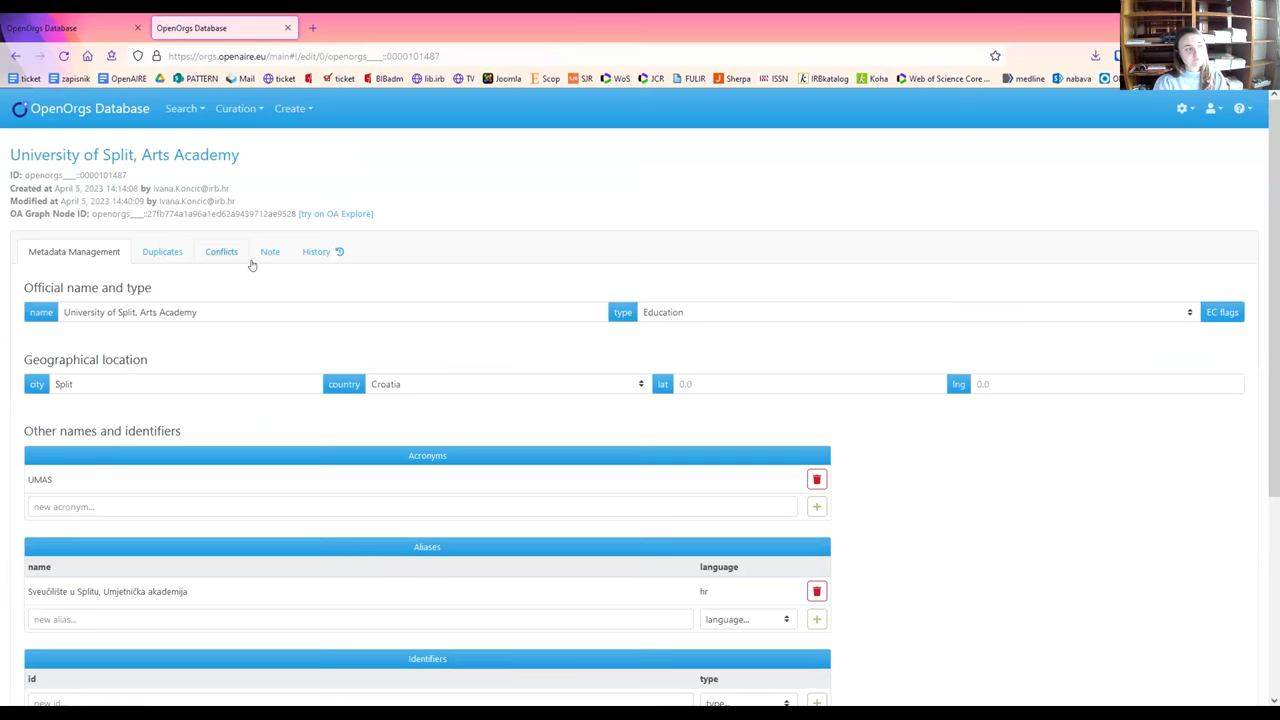 OpenOrgs Database
OpenOrgs Database
https://orgs.openaire.eu/main#!/edit/0/openorgs____::0000101487
ticket zapisnik OpenAIRE PATTERN Mail ticket ticket BIBadm lib.irb TV Joomla Scop SJR WoS JCR FULIR Sherpa ISSN IRBkatalog Koha Web of Science Core ... medline nabava
OpenOrgs Database Search Curation Create
University of Split, Arts Academy
ID: openorgs____::0000101487
Created at April 5, 2023 14:14:08 by Ivana.Koncic@irb.hr
Modified at April 5, 2023 14:40:09 by Ivana.Koncic@irb.hr
OA Graph Node ID: openorgs____::27fb774a1a96a1ed62a9439712ae9528 [try on OA Explore]
Metadata Management Duplicates Conflicts Note History
Official name and type
name University of Split, Arts Academy type Education EC flags
Geographical location
city Split country Croatia lat 0.0 lng 0.0
Other names and identifiers
Acronyms
UMAS
new acronym...
Aliases
name language
Sveučilište u Splitu, Umjetnička akademija hr
new alias... language...
Identifiers
id type
new id... type...